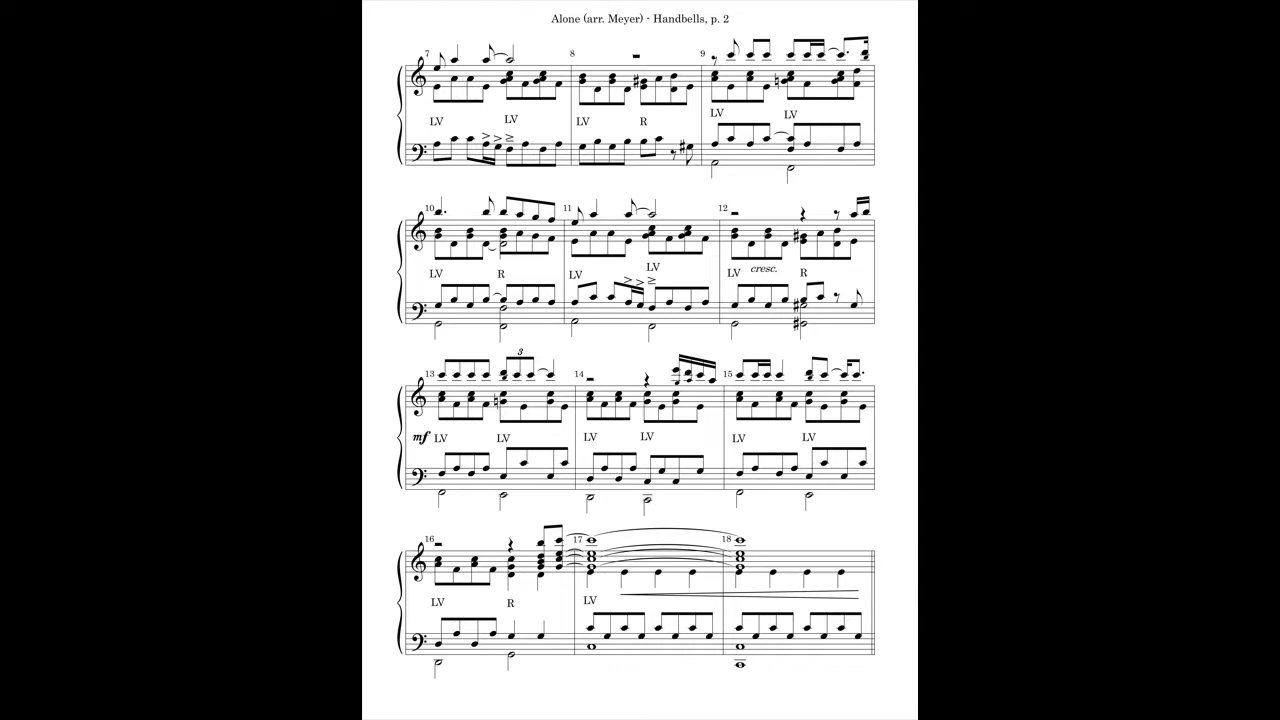 Alone (arr. Meyer) - Handbells, p. 2
7 8 9
LV LV LV R LV LV
10 11 12
LV R LV LV LV cresc. R
3
13 14 15
mf LV LV LV LV LV LV
16 17 18
LV R LV